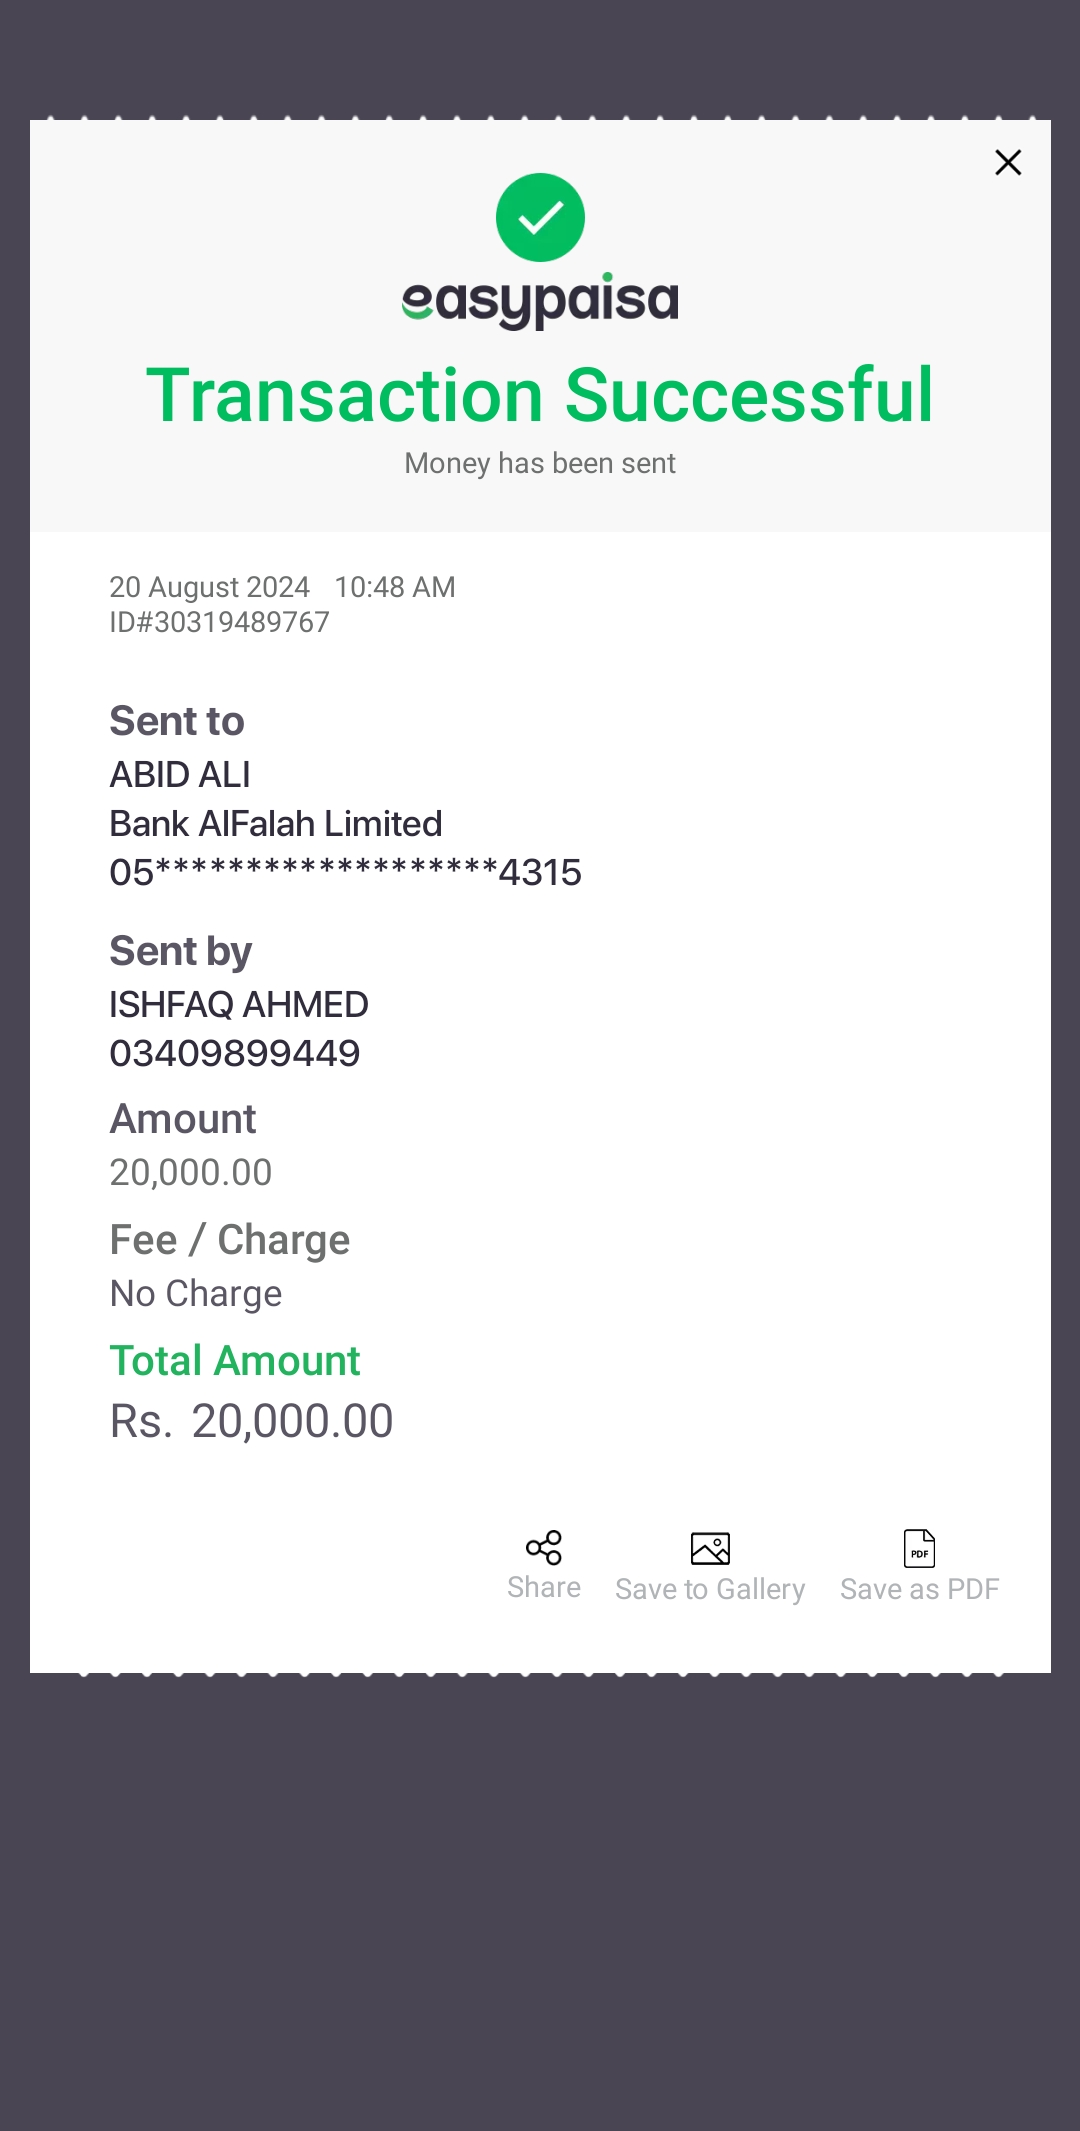 easypaisa
Transaction Successful
Money has been sent
20 August 2024 10:48 AM
ID#30319489767
Sent to
ABID ALI
Bank AlFalah Limited
05*******************4315
Sent by
ISHFAQ AHMED
03409899449
Amount
20,000.00
Fee / Charge
No Charge
Total Amount
Rs. 20,000.00
PDF
Share Save to Gallery Save as PDF